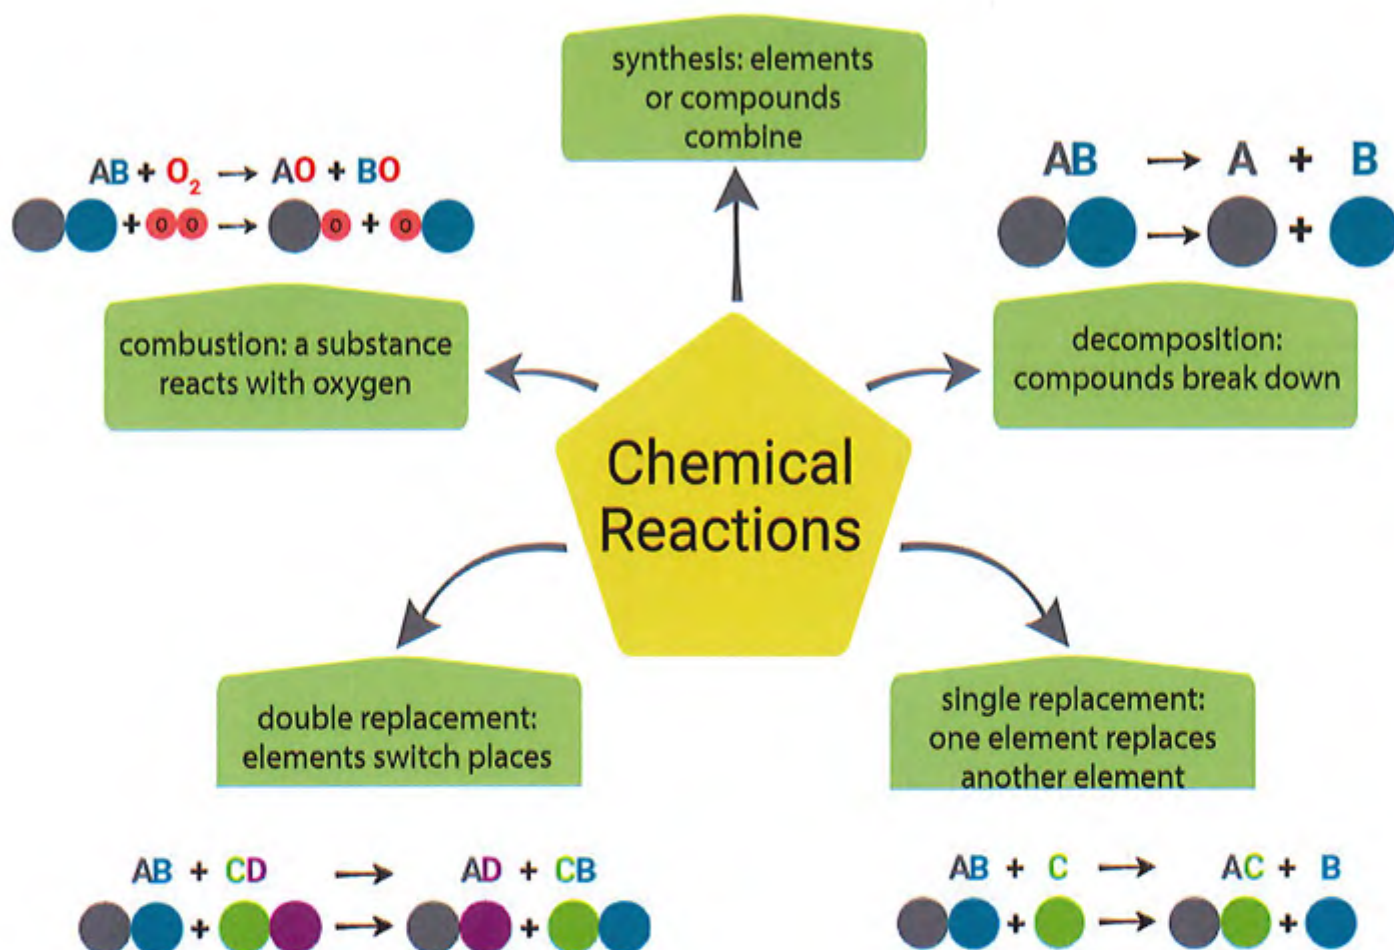 synthesis: elements
or compounds
combine
AB + O₂ → AO + BO
O O → O + O
combustion: a substance
reacts with oxygen
AB → A + B
→ +
decomposition:
compounds break down
Chemical
Reactions
double replacement:
elements switch places
AB + CD → AD + CB
+ → +
single replacement:
one element replaces
another element
AB + C → AC + B
+ → +